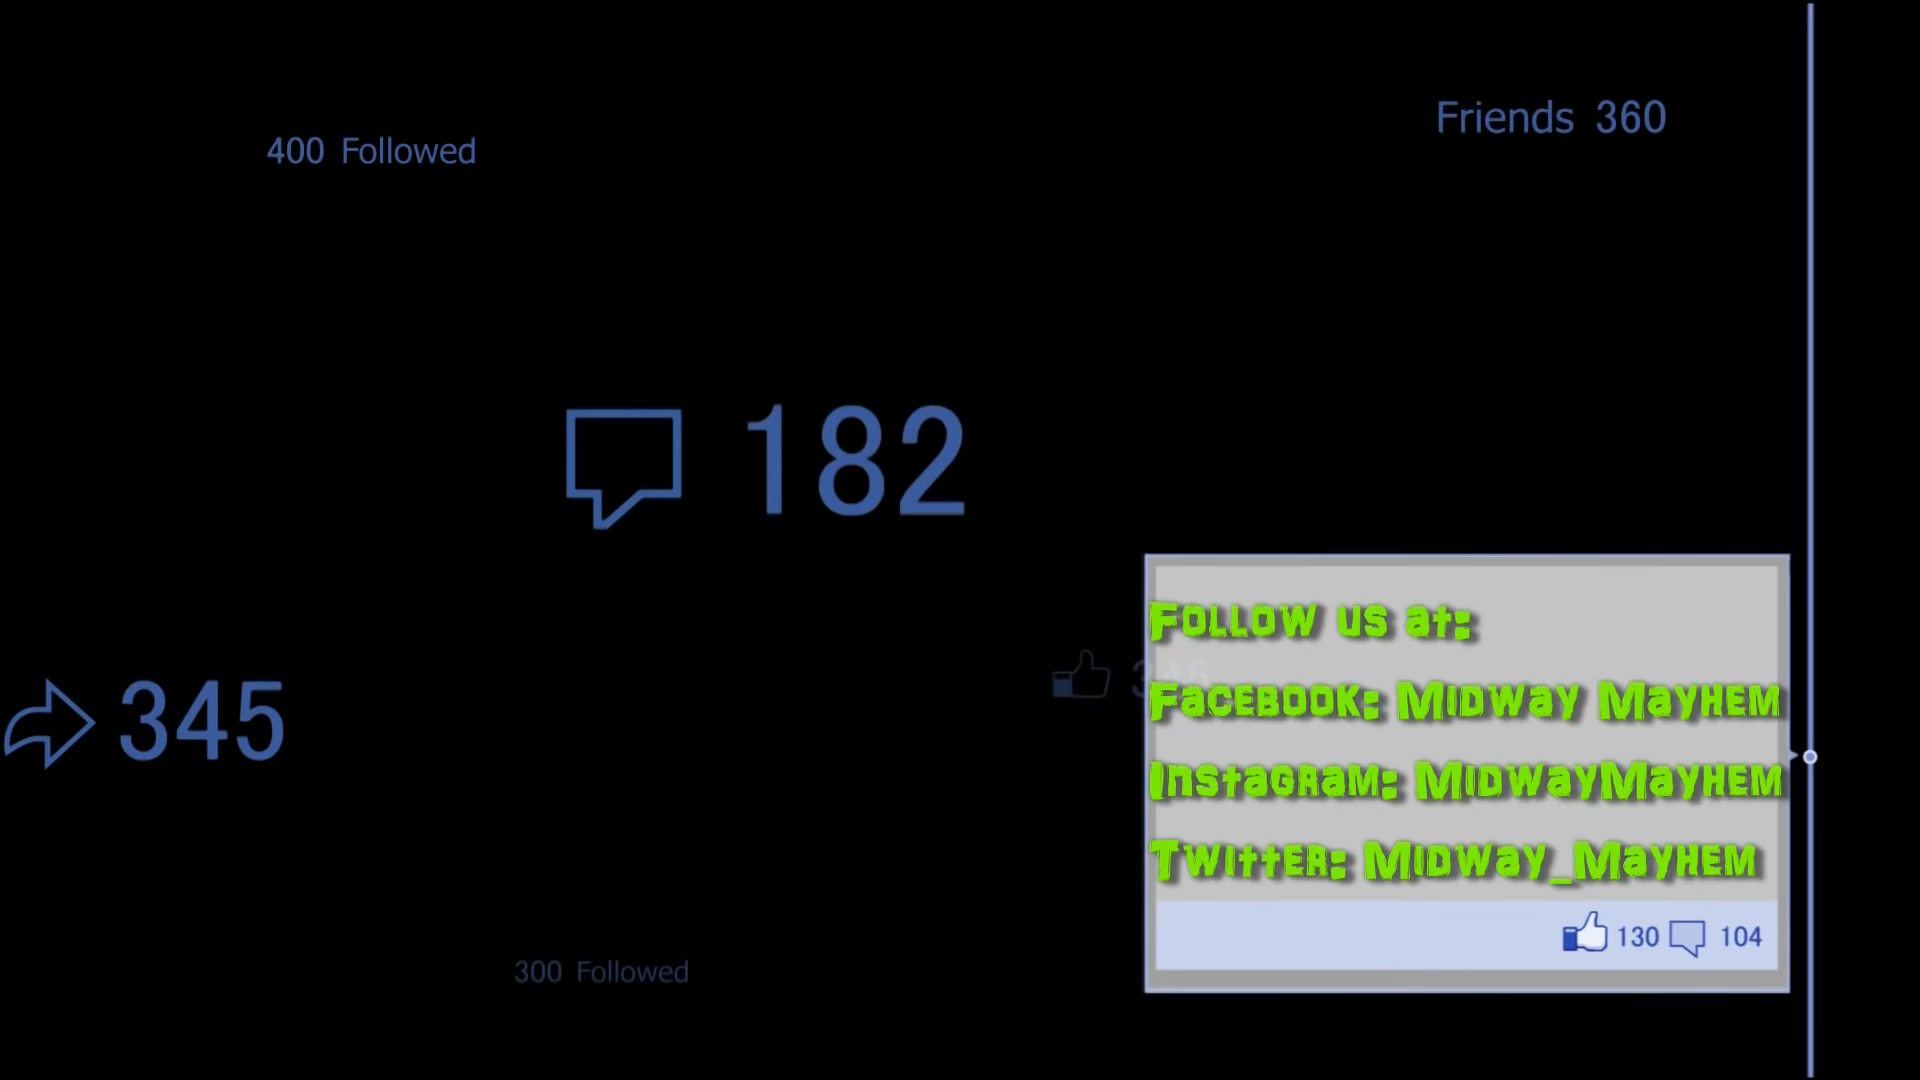 Friends 360
400 Followed
182
345
345
Follow us at:
Facebook: Midway Mayhem
Instagram: MidwayMayhem
Twitter: Midway_Mayhem
130 104
300 Followed